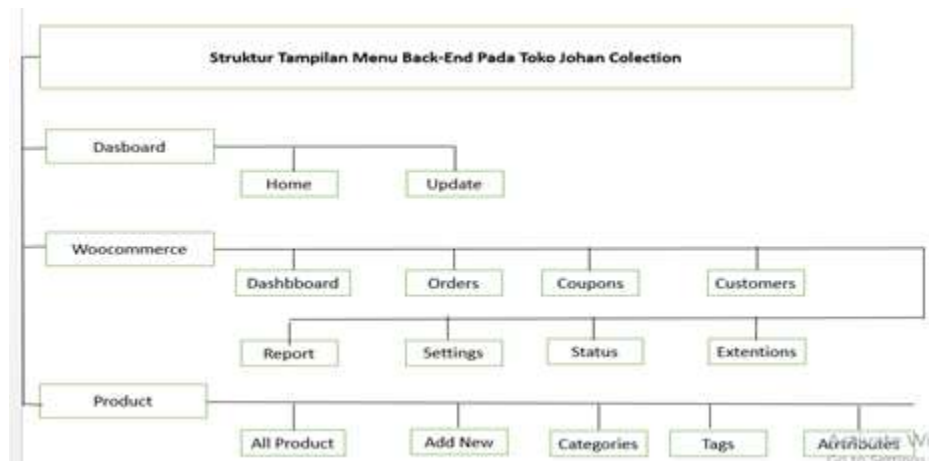 Struktur Tampilan Menu Back-End Pada Toko Johan Colection
Dasboard
Home
Update
Woocommerce
Dashbboard
Orders
Coupons
Customers
Report
Settings
Status
Extentions
Product
All Product
Add New
Categories
Tags